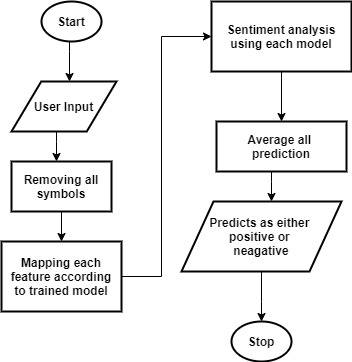 Start
User Input
Removing all
symbols
Mapping each
feature according
to trained model
Sentiment analysis
using each model
Average all
prediction
Predicts as either
positive or
neagative
Stop